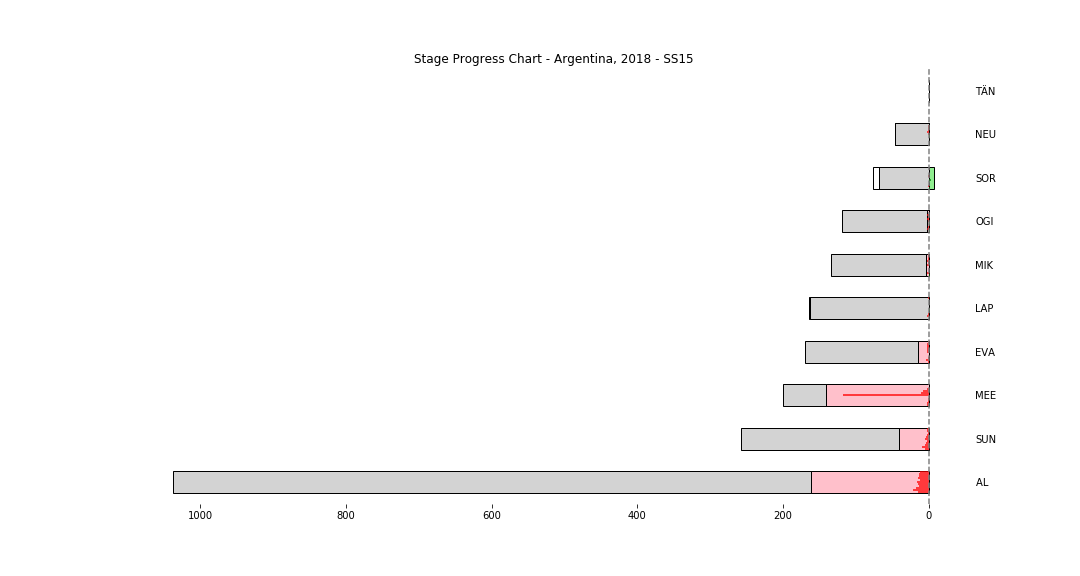 Stage Progress Chart - Argentina, 2018 - SS15
TÄN
NEU
SOR
OGI
MIK
LAP
EVA
MEE
SUN
AL
1000 800 600 400 200 0